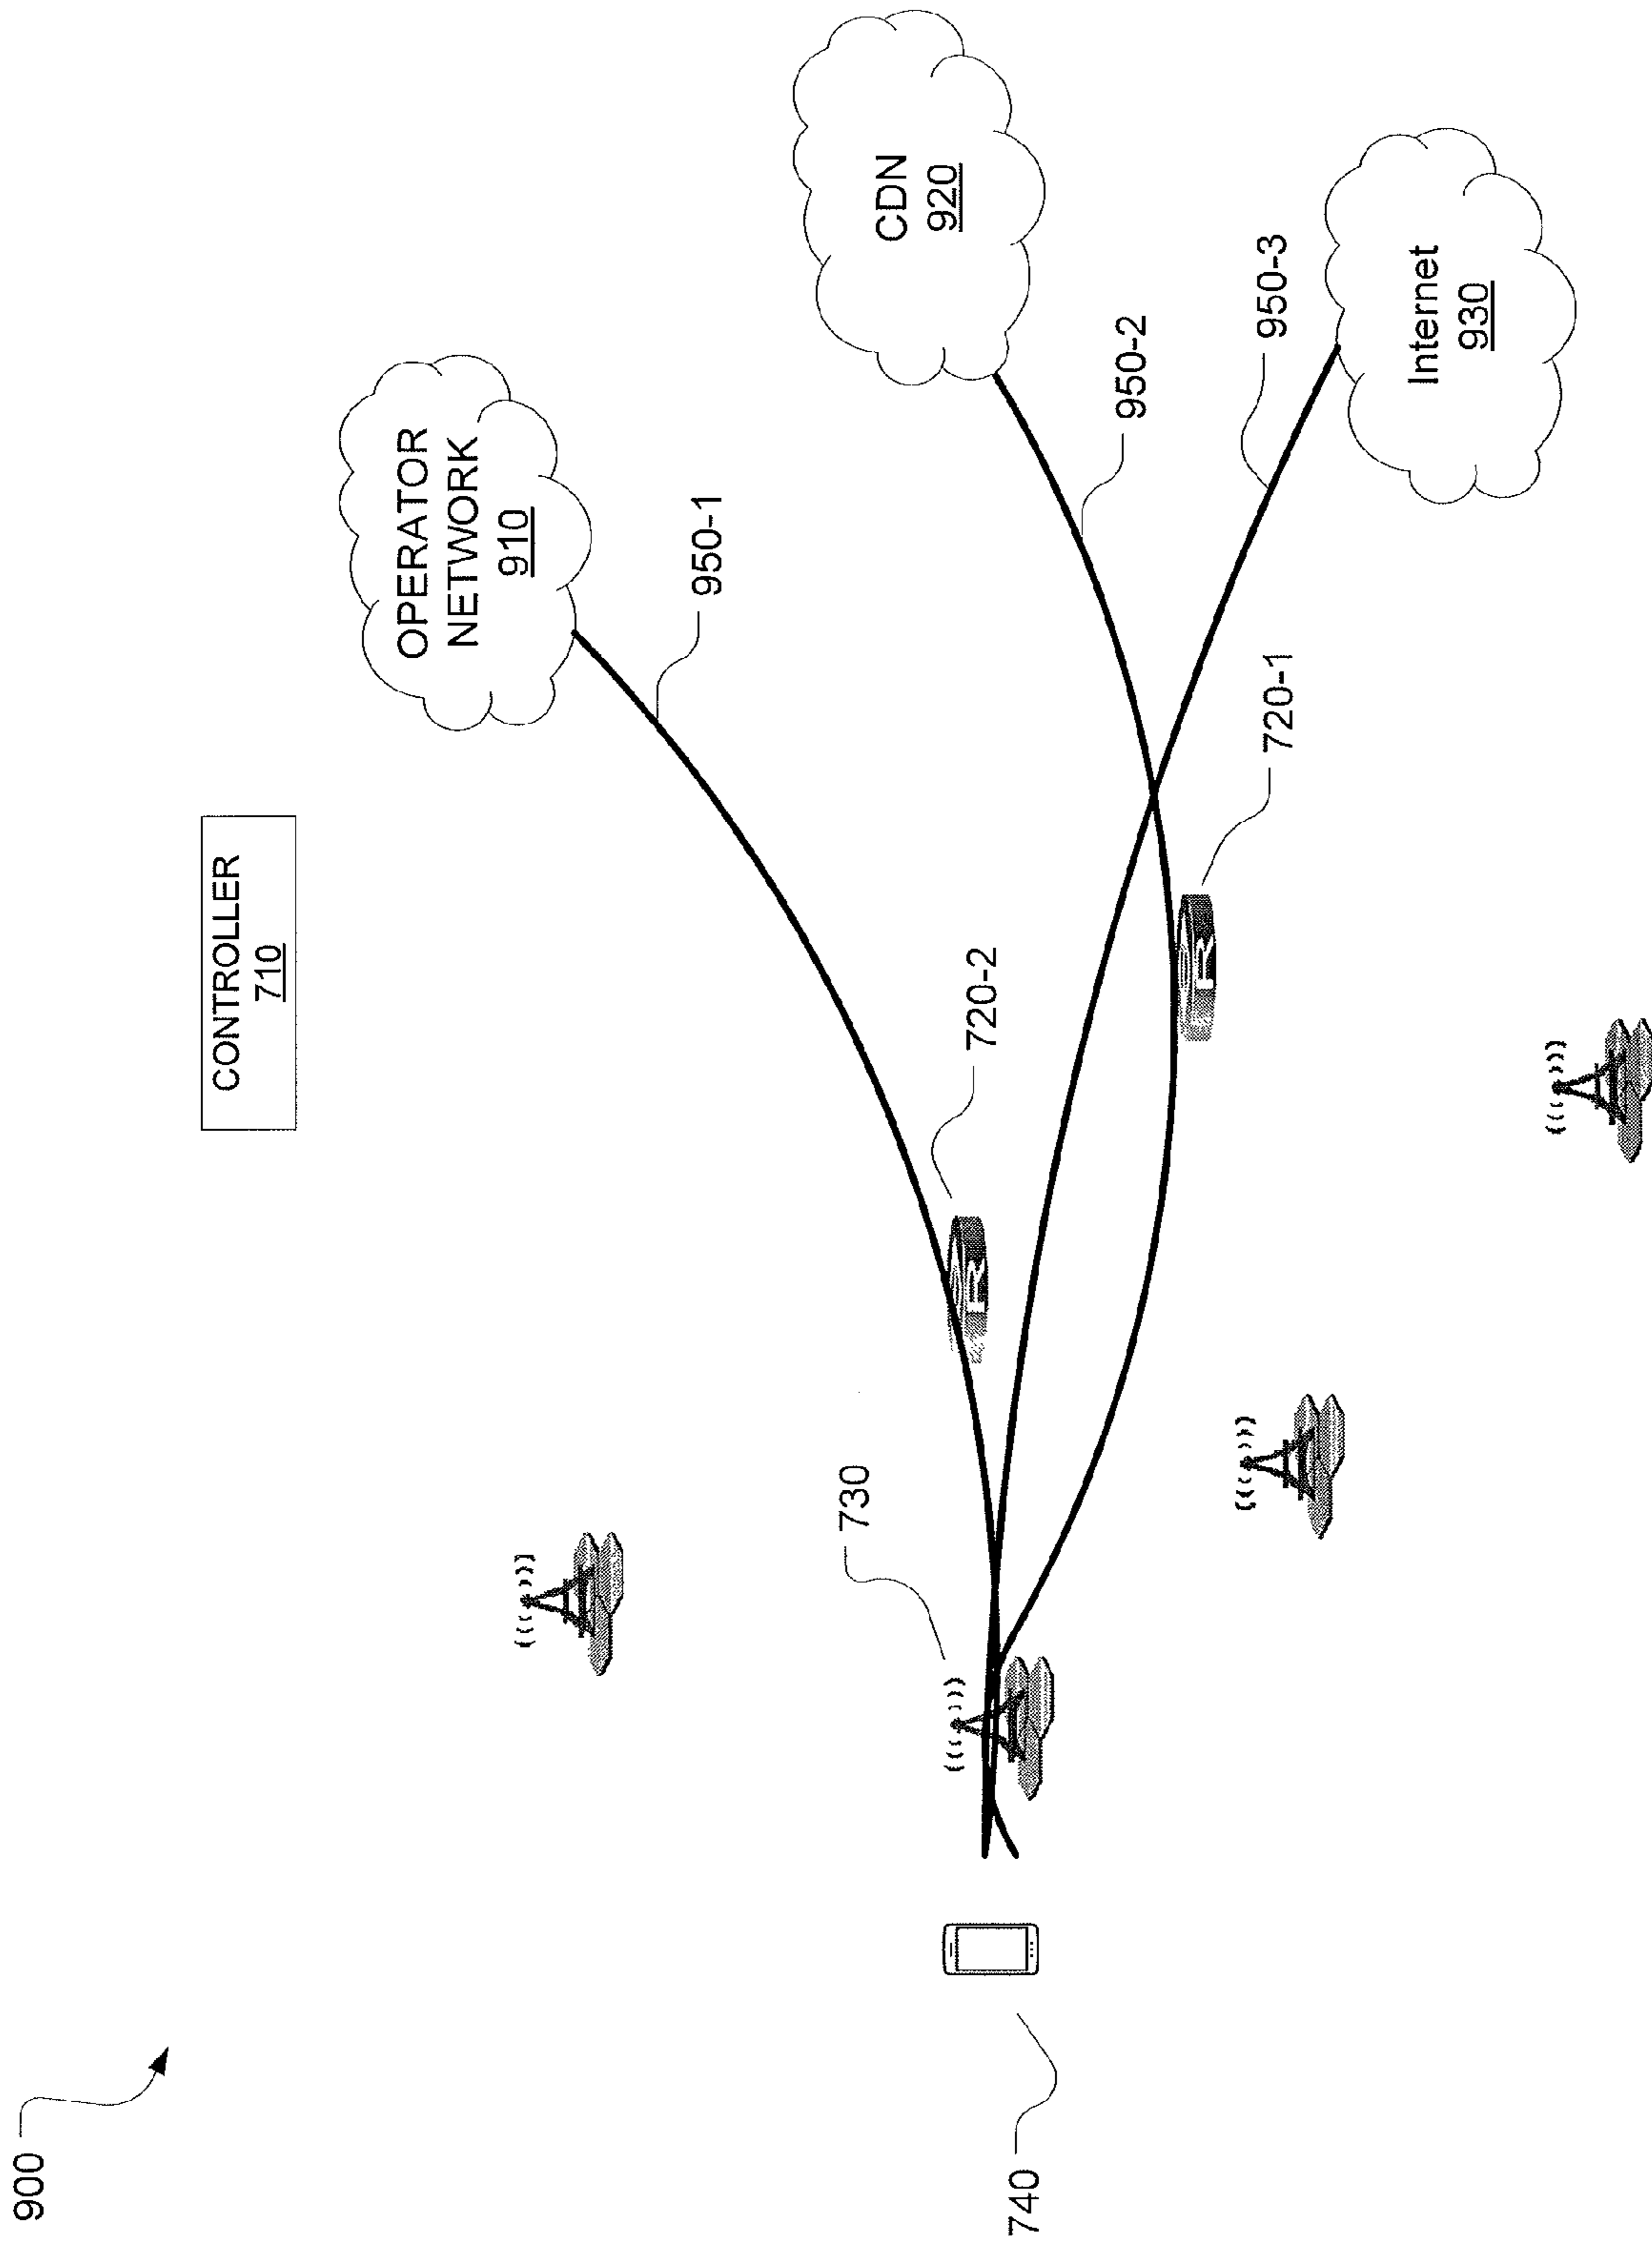 900
CONTROLLER
710
OPERATOR
NETWORK
910
950-1
CDN
920
950-2
950-3
Internet
930
720-2
720-1
R
R
730
740